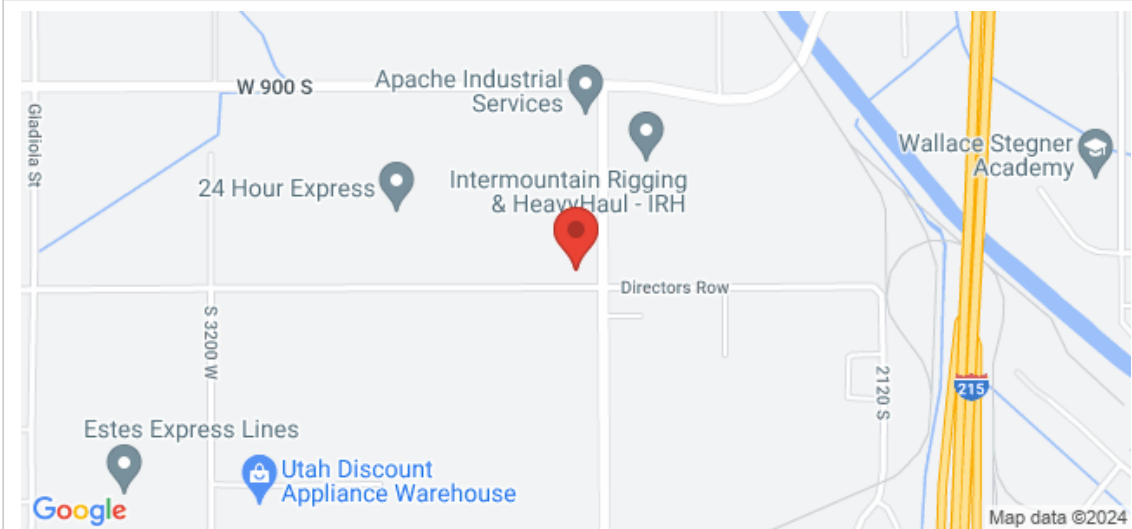 W 900 S
Apache Industrial
Services
Gladiola St
24 Hour Express
Intermountain Rigging
& HeavyHaul - IRH
Wallace Stegner
Academy
Directors Row
S 3200 W
2120 S
215
Estes Express Lines
Utah Discount
Appliance Warehouse
Google
Map data ©2024